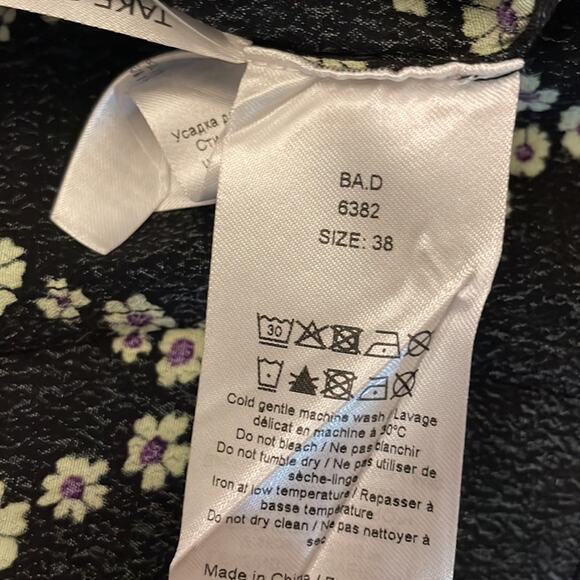 TAKE
Усадка
BA.D
6382
SIZE: 38
30
Cold gentle machine wash / Lavage
délicat en machine à 30°C
Do not bleach / Ne pas blanchir
Do not tumble dry / Ne pas utiliser de
sèche-linge
Iron at low temperature / Repasser à
basse température
Do not dry clean / Ne pas nettoyer à
sec
Made in China /